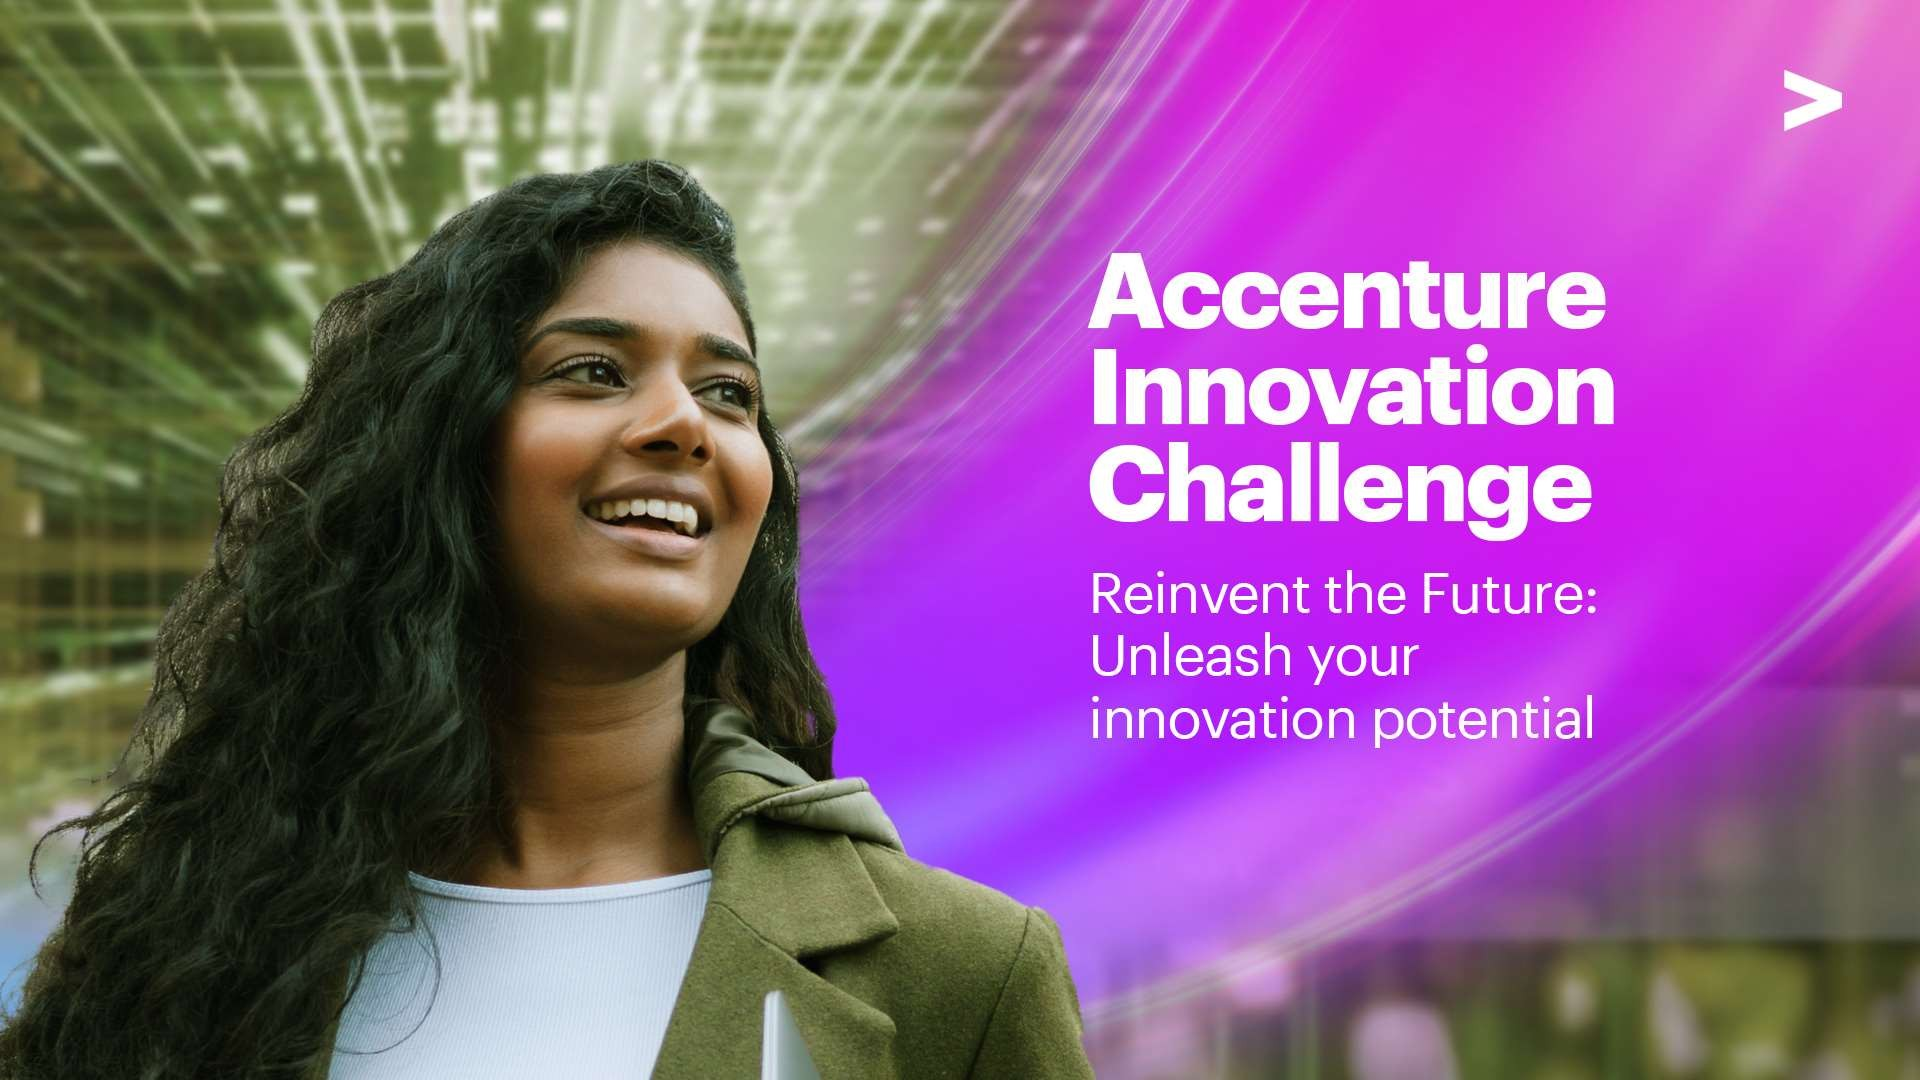 >
Accenture
Innovation
Challenge
Reinvent the Future:
Unleash your
innovation potential